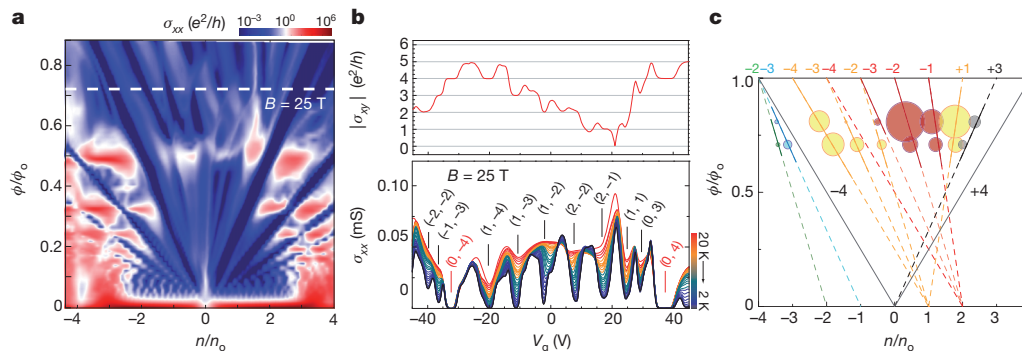 a
σxx (e²/h)
10⁻³ 10⁰ 10⁶
0.8
0.6
0.4
0.2
0
ϕ/ϕo
B = 25 T
−4 −2 0 2 4
n/no
b
6
5
4
3
2
1
0
|σxy| (e²/h)
B = 25 T
0.10
0.05
0
σxx (mS)
(−2, −2)
(−1, −3)
(0, −4)
(1, −4)
(1, −3)
(1, −2)
(2, −2)
(2, −1)
(1, 1)
(0, 3)
(0, 4)
20 K → 2 K
−40 −20 0 20 40
Vg (V)
c
−2 −3 −4 −3 −4 −2 −3 −2 −1 +1 +3
1
0.5
0
ϕ/ϕo
−4
+4
−4 −3 −2 −1 0 1 2 3 4
n/no